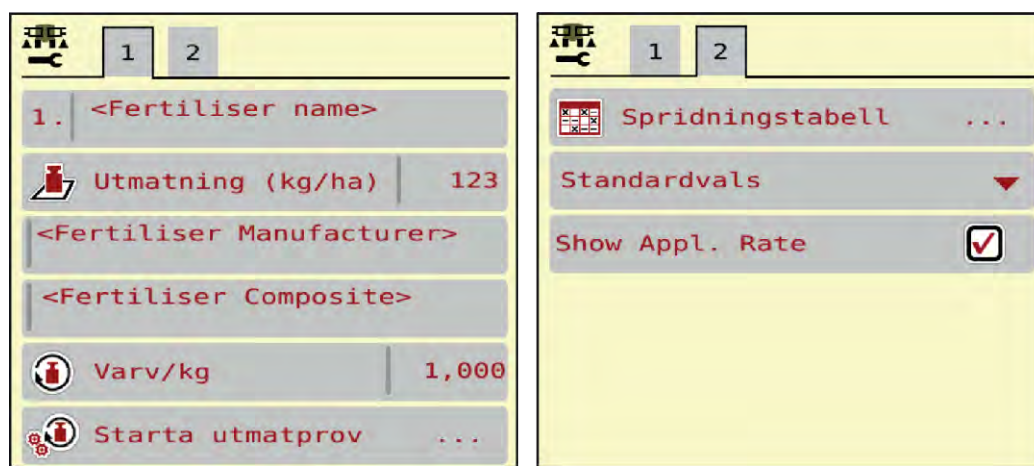 1 2
1. <Fertiliser name>
Utmatning (kg/ha) 123
<Fertiliser Manufacturer>
<Fertiliser Composite>
Varv/kg 1,000
Starta utmatprov ...
1 2
Spridningstabell ...
Standardvals
Show Appl. Rate